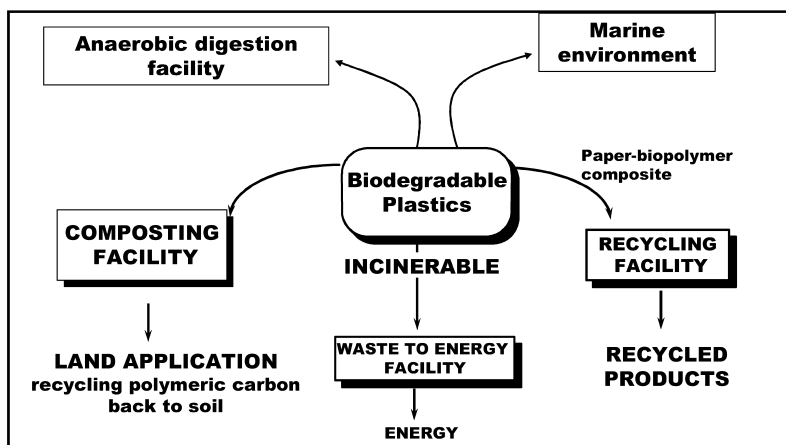 Anaerobic digestion
facility
Marine
environment
Biodegradable
Plastics
Paper-biopolymer
composite
COMPOSTING
FACILITY
INCINERABLE
RECYCLING
FACILITY
LAND APPLICATION
recycling polymeric carbon
back to soil
WASTE TO ENERGY
FACILITY
RECYCLED
PRODUCTS
ENERGY